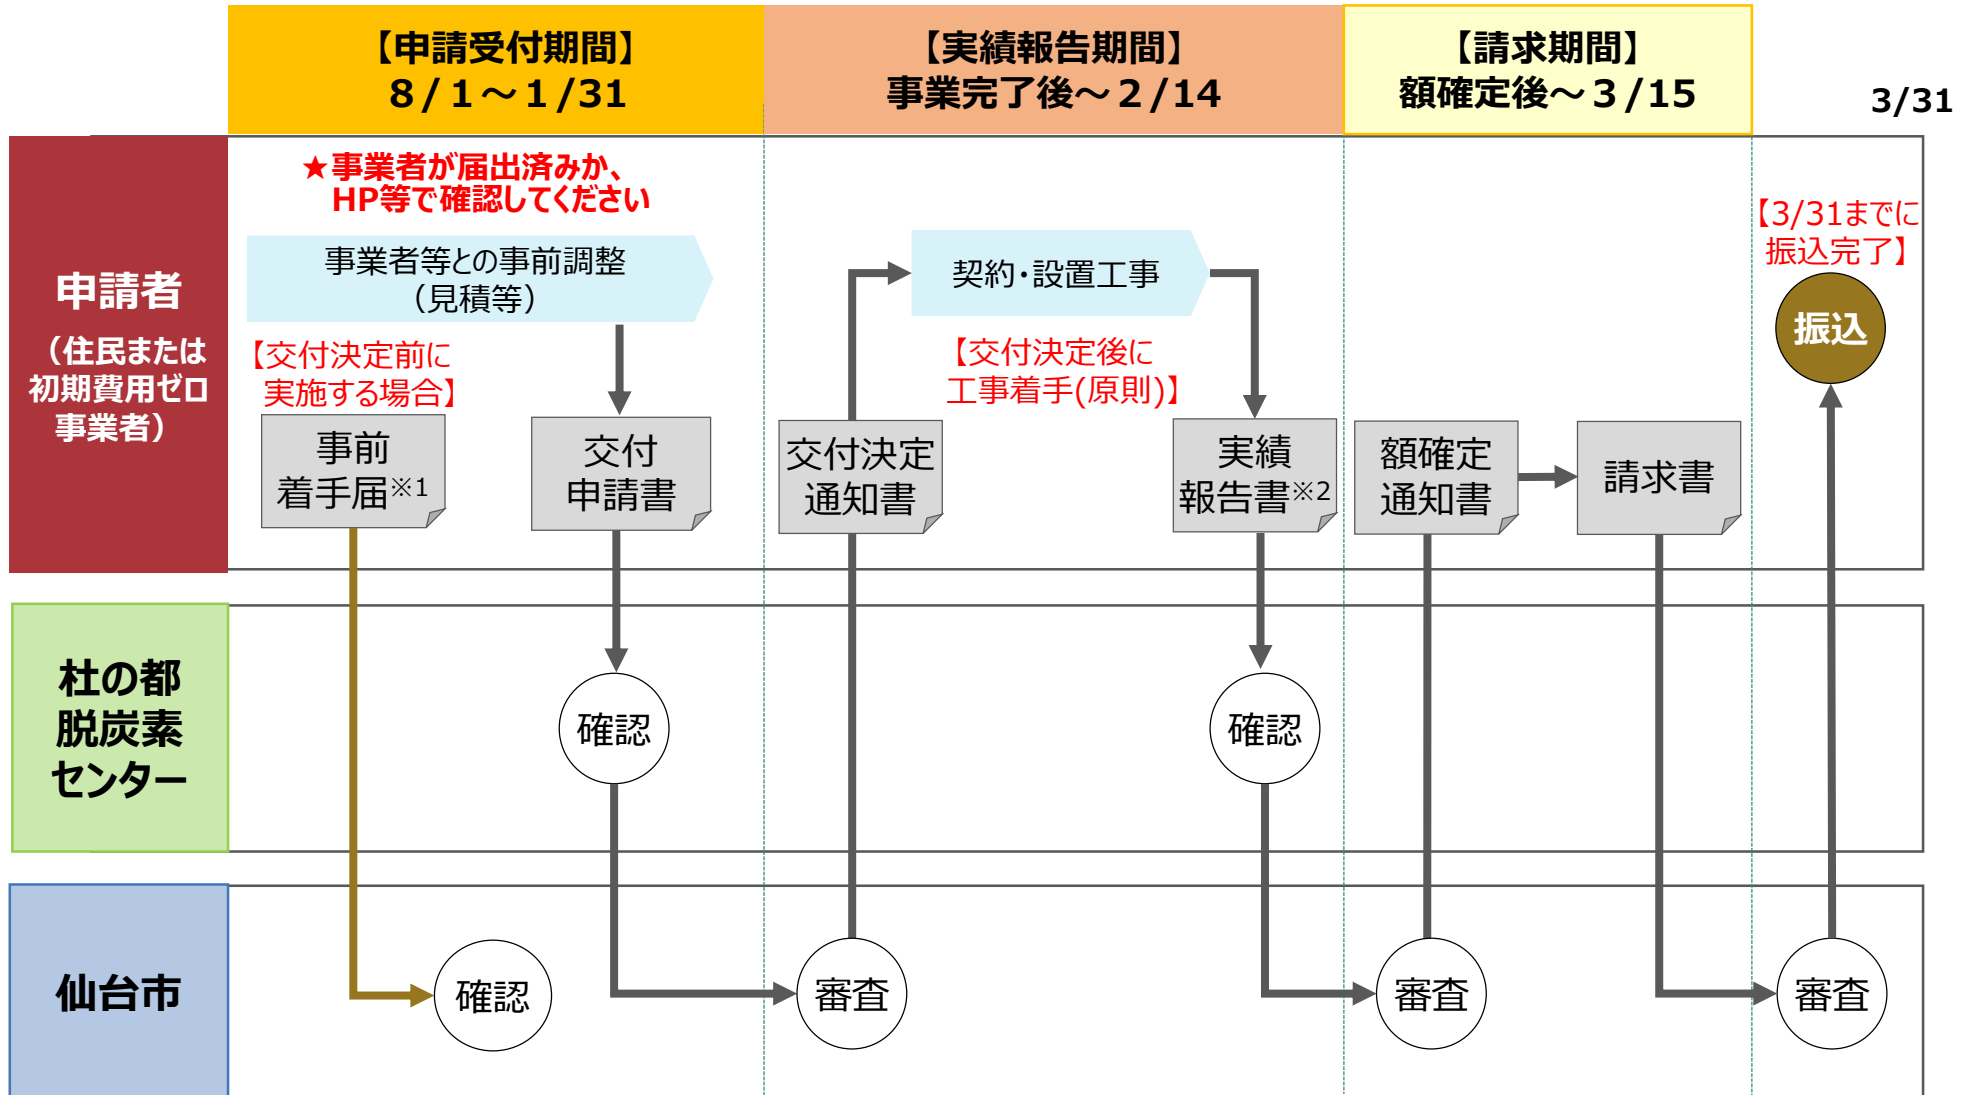 【申請受付期間】
８/１～１/31
【実績報告期間】
事業完了後～２/14
【請求期間】
額確定後～３/15
3/31
申請者
（住民または
初期費用ゼロ
事業者）
★事業者が届出済みか、
HP等で確認してください
事業者等との事前調整
（見積等）
【交付決定前に
実施する場合】
事前
着手届※1
交付
申請書
交付決定
通知書
契約・設置工事
【交付決定後に
工事着手(原則)】
実績
報告書※2
額確定
通知書
請求書
【3/31までに
振込完了】
振込
杜の都
脱炭素
センター
確認
確認
仙台市
確認
審査
審査
審査